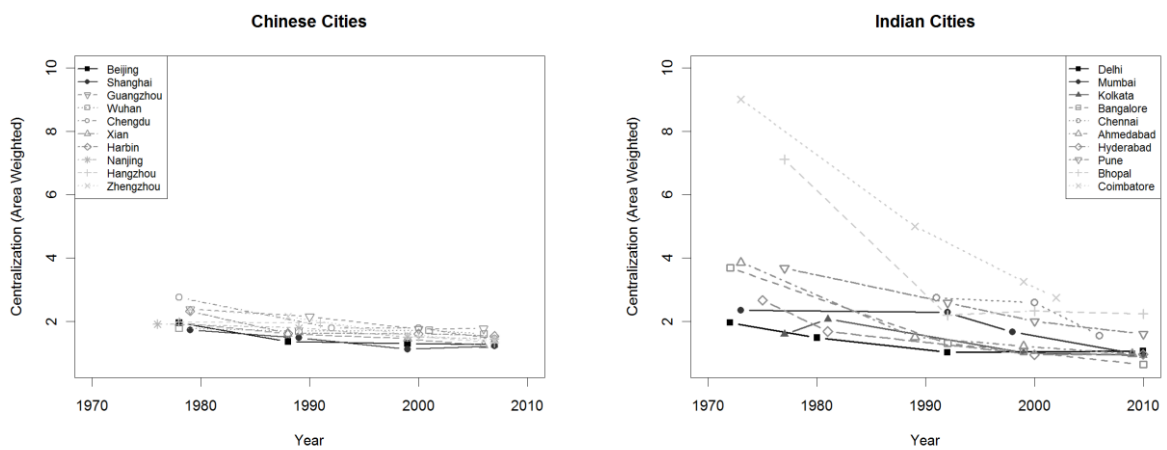 Chinese Cities
Centralization (Area Weighted)
10
8
6
4
2
Beijing
Shanghai
Guangzhou
Wuhan
Chengdu
Xian
Harbin
Nanjing
Hangzhou
Zhengzhou
1970 1980 1990 2000 2010
Year
Indian Cities
Centralization (Area Weighted)
10
8
6
4
2
Delhi
Mumbai
Kolkata
Bangalore
Chennai
Ahmedabad
Hyderabad
Pune
Bhopal
Coimbatore
1970 1980 1990 2000 2010
Year